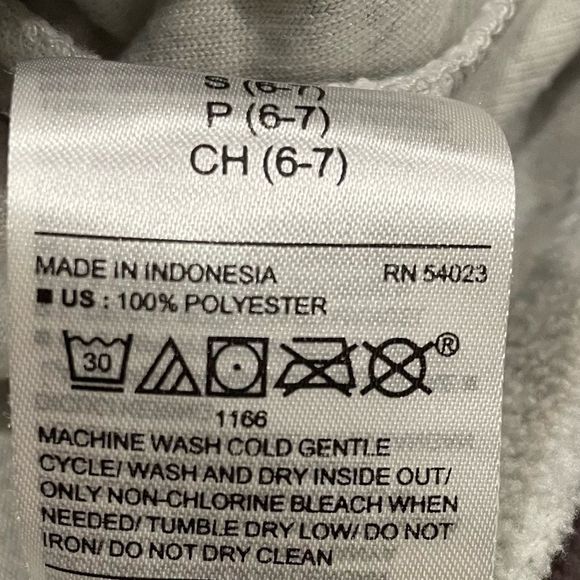 S (6-7)
P (6-7)
CH (6-7)
MADE IN INDONESIA RN 54023
■ US : 100% POLYESTER
30 ®
1166
MACHINE WASH COLD GENTLE
CYCLE/ WASH AND DRY INSIDE OUT/
ONLY NON-CHLORINE BLEACH WHEN
NEEDED/ TUMBLE DRY LOW/ DO NOT
IRON/ DO NOT DRY CLEAN